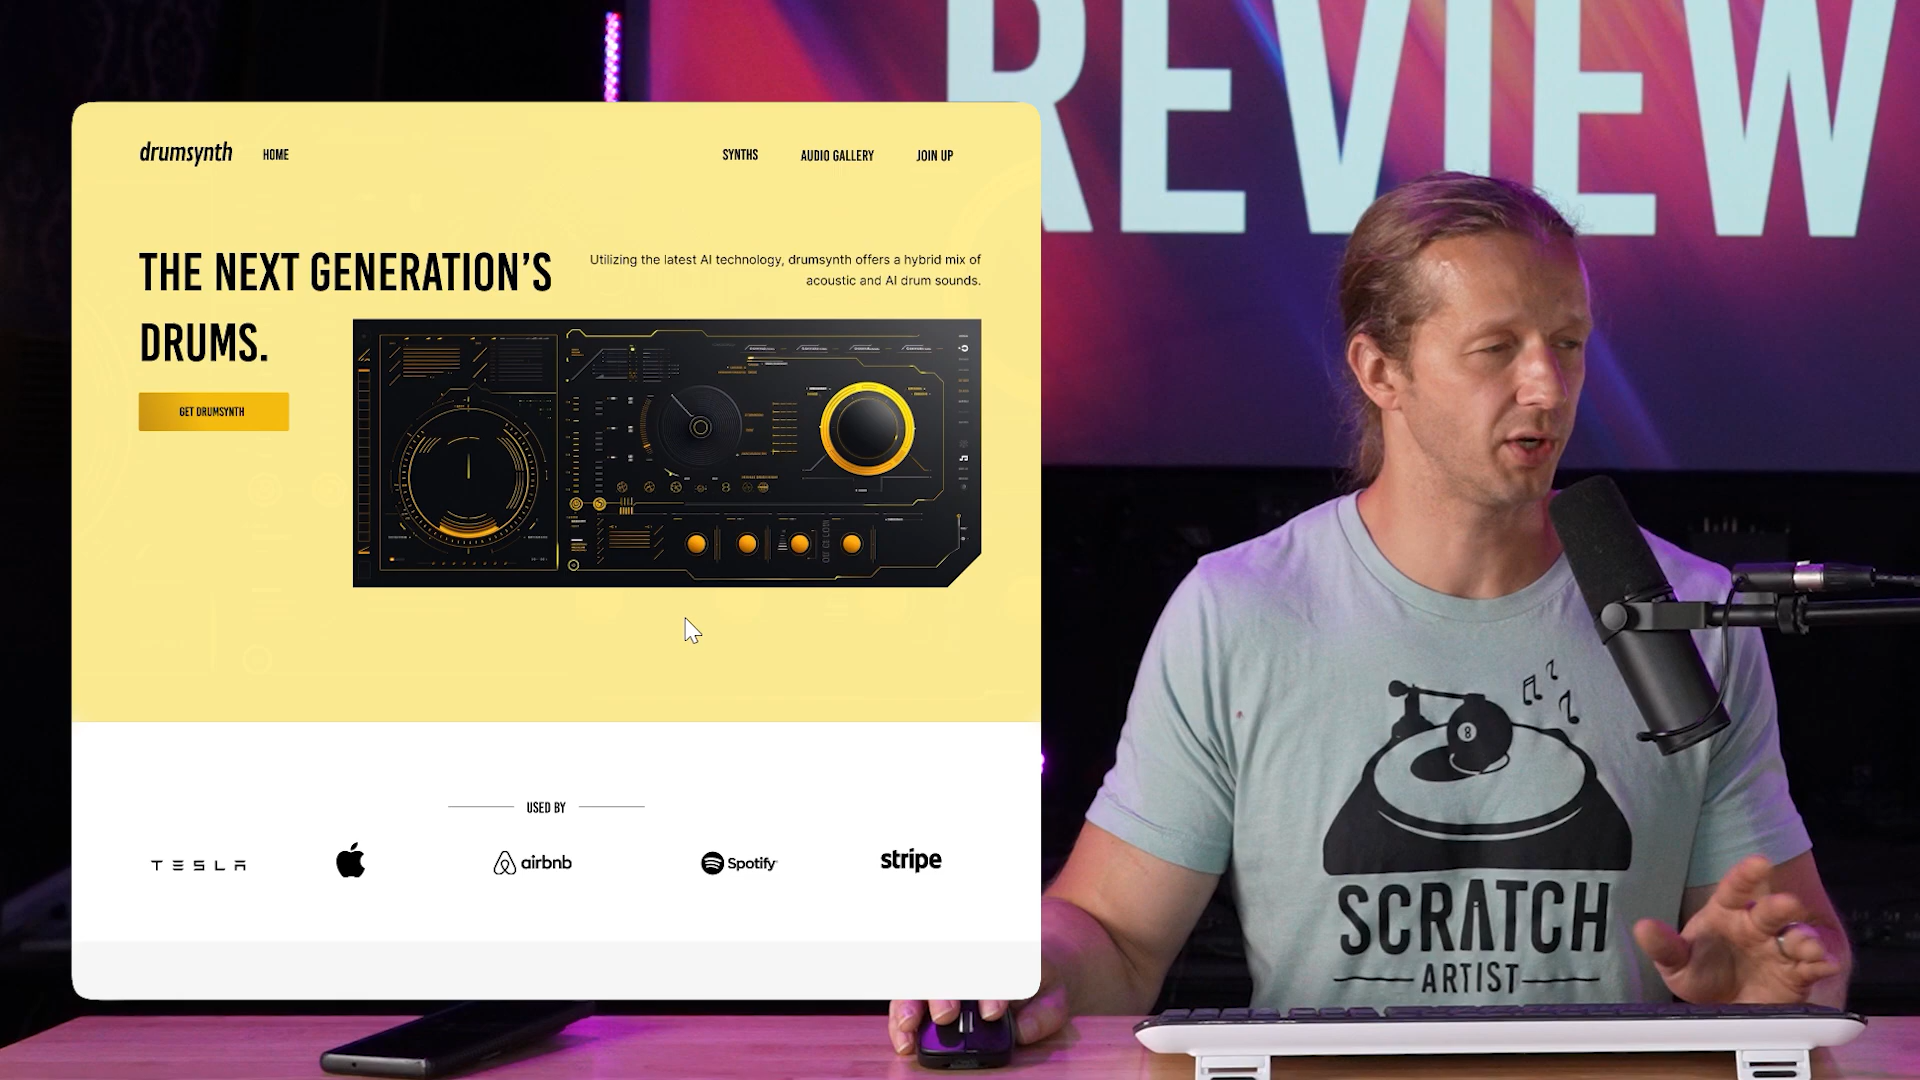 REVIEW
drumsynth HOME SYNTHS AUDIO GALLERY JOIN UP
THE NEXT GENERATION’S
DRUMS.
Utilizing the latest AI technology, drumsynth offers a hybrid mix of
acoustic and AI drum sounds.
GET DRUMSYNTH
USED BY
TESLA airbnb Spotify stripe
8
SCRATCH
ARTIST